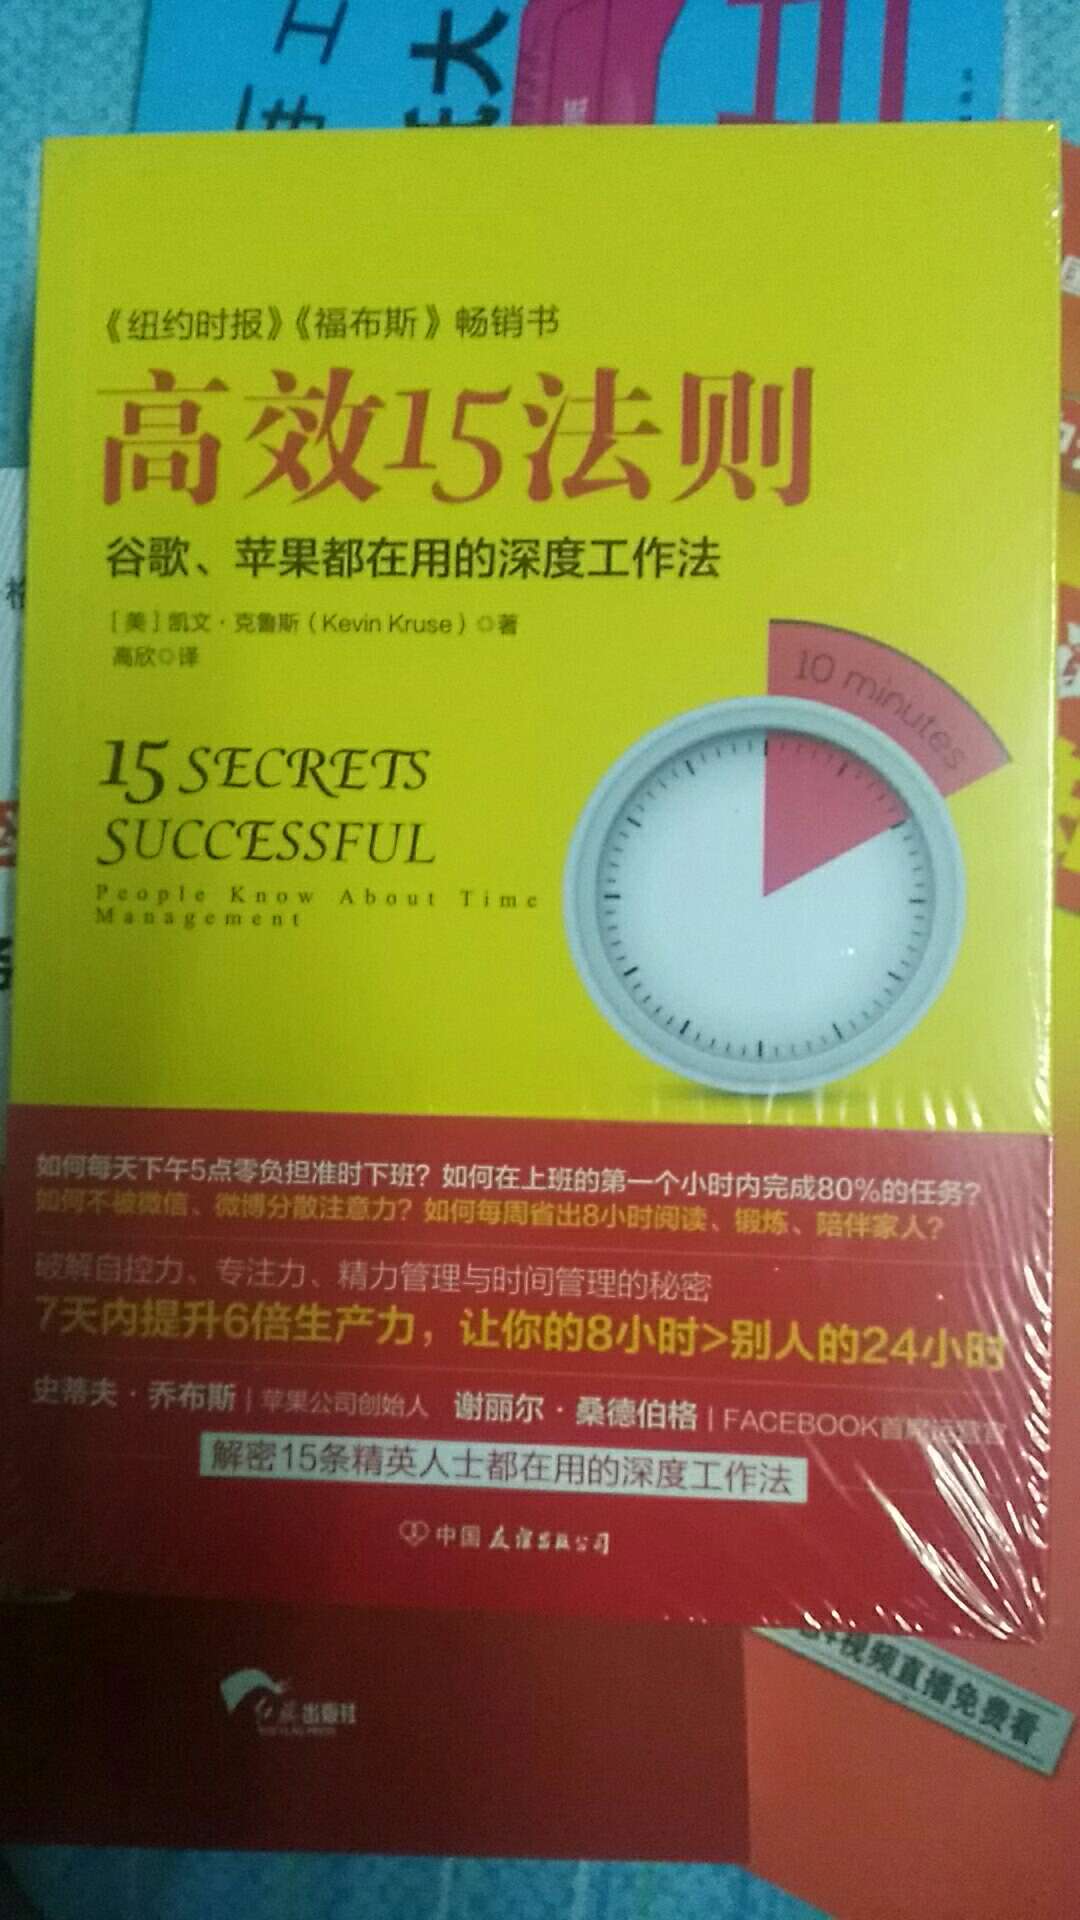 大
《纽约时报》《福布斯》畅销书
高效15法则
谷歌、苹果都在用的深度工作法
[美]凯文·克鲁斯(Kevin Kruse)◎著
高欣◎译
10 minutes
15 SECRETS
SUCCESSFUL
People Know About Time
Management
如何每天下午5点零负担准时下班?如何在上班的第一个小时内完成80%的任务?
如何不被微信、微博分散注意力?如何每周省出8小时阅读、锻炼、陪伴家人?
破解自控力、专注力、精力管理与时间管理的秘密
7天内提升6倍生产力,让你的8小时>别人的24小时
史蒂夫·乔布斯|苹果公司创始人 谢丽尔·桑德伯格|FACEBOOK首席运营官
解密15条精英人士都在用的深度工作法
中国友谊出版公司
+视频直播免费看
红旗出版社